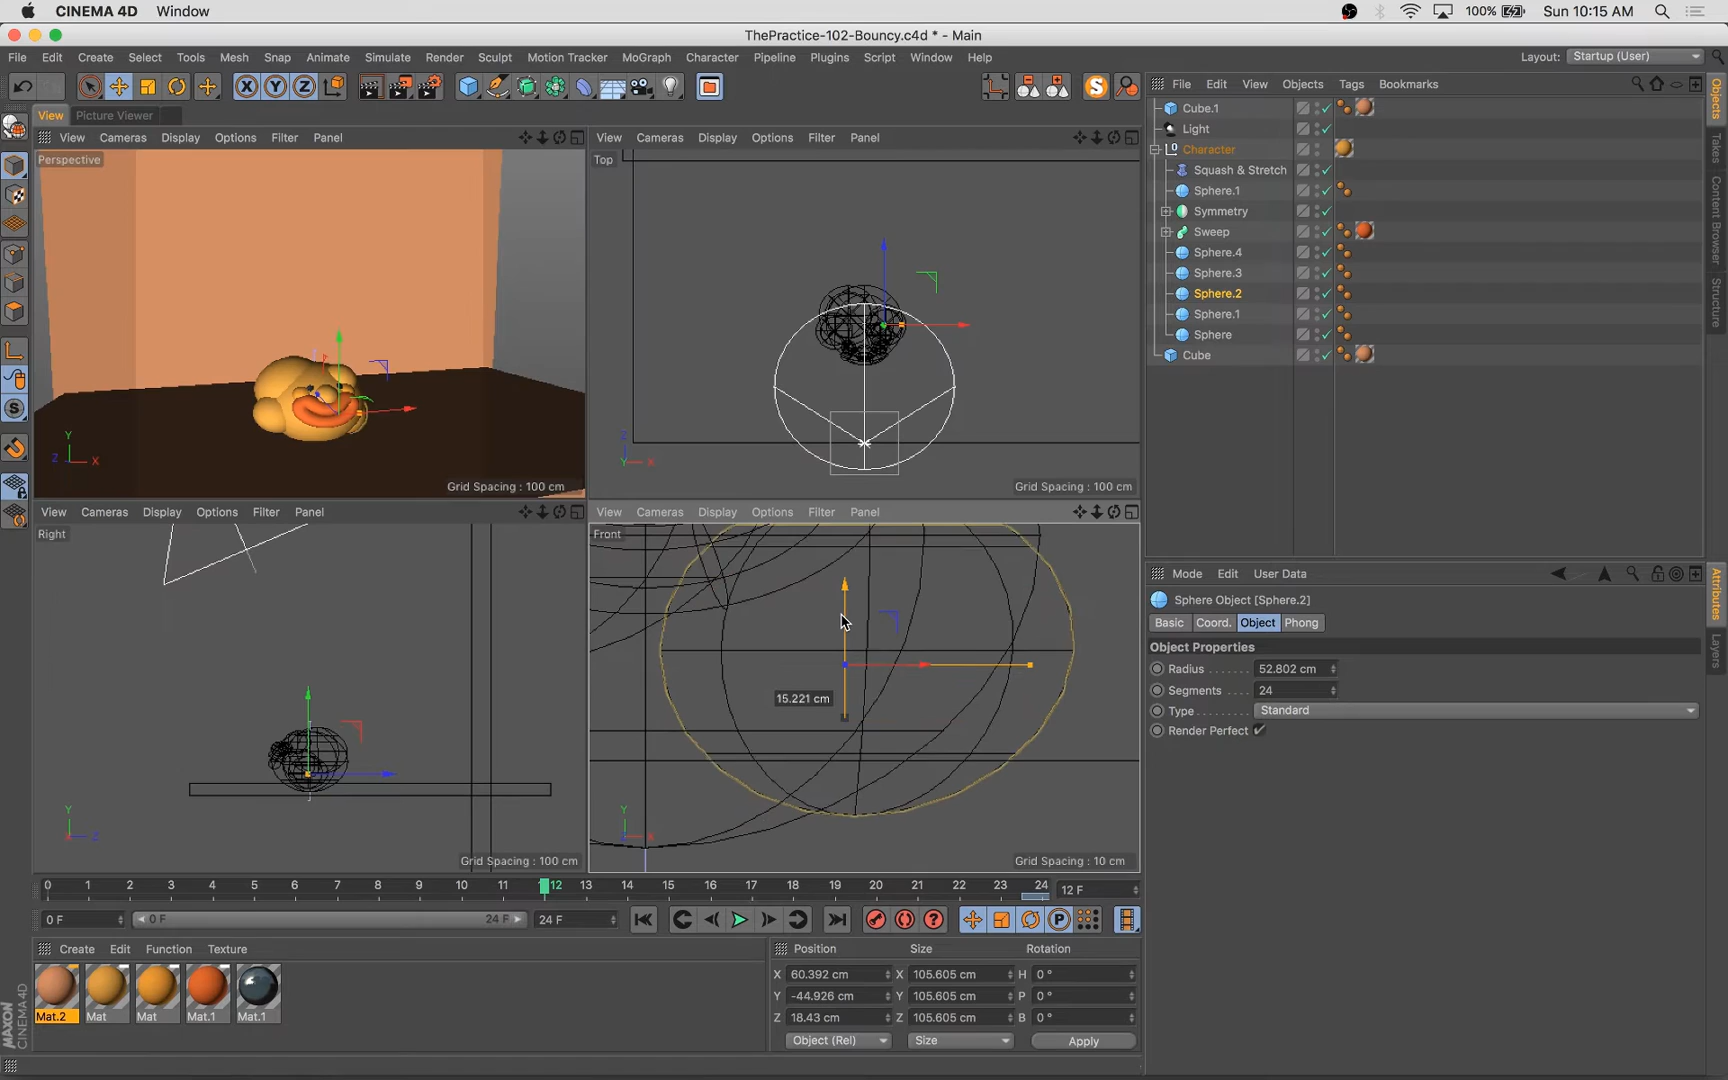 CINEMA 4D Window 100% Sun 10:15 AM
ThePractice-102-Bouncy.c4d * - Main
File Edit Create Select Tools Mesh Snap Animate Simulate Render Sculpt Motion Tracker MoGraph Character Pipeline Plugins Script Window Help Layout: Startup (User)
X Y Z
View Picture Viewer
View Cameras Display Options Filter Panel
Perspective
Y
Z X
Grid Spacing : 100 cm
View Cameras Display Options Filter Panel
Top
Z
Y X
Grid Spacing : 100 cm
View Cameras Display Options Filter Panel
Right
Y
X Z
Grid Spacing : 100 cm
View Cameras Display Options Filter Panel
Front
15.221 cm
Y
Z X
Grid Spacing : 10 cm
File Edit View Objects Tags Bookmarks
Cube.1
Light
Character
Squash & Stretch
Sphere.1
Symmetry
Sweep
Sphere.4
Sphere.3
Sphere.2
Sphere.1
Sphere
Cube
Objects
Takes
Content Browser
Structure
Mode Edit User Data
Sphere Object [Sphere.2]
Basic Coord. Object Phong
Object Properties
Radius 52.802 cm
Segments 24
Type Standard
Render Perfect
Attributes
Layers
0 1 2 3 4 5 6 7 8 9 10 11 12 13 14 15 16 17 18 19 20 21 22 23 24 12 F
0 F 0 F 24 F 24 F
Create Edit Function Texture
Mat.2 Mat Mat Mat.1 Mat.1
Position Size Rotation
X 60.392 cm X 105.605 cm H 0 °
Y -44.926 cm Y 105.605 cm P 0 °
Z 18.43 cm Z 105.605 cm B 0 °
Object (Rel) Size Apply
MAXON
CINEMA 4D